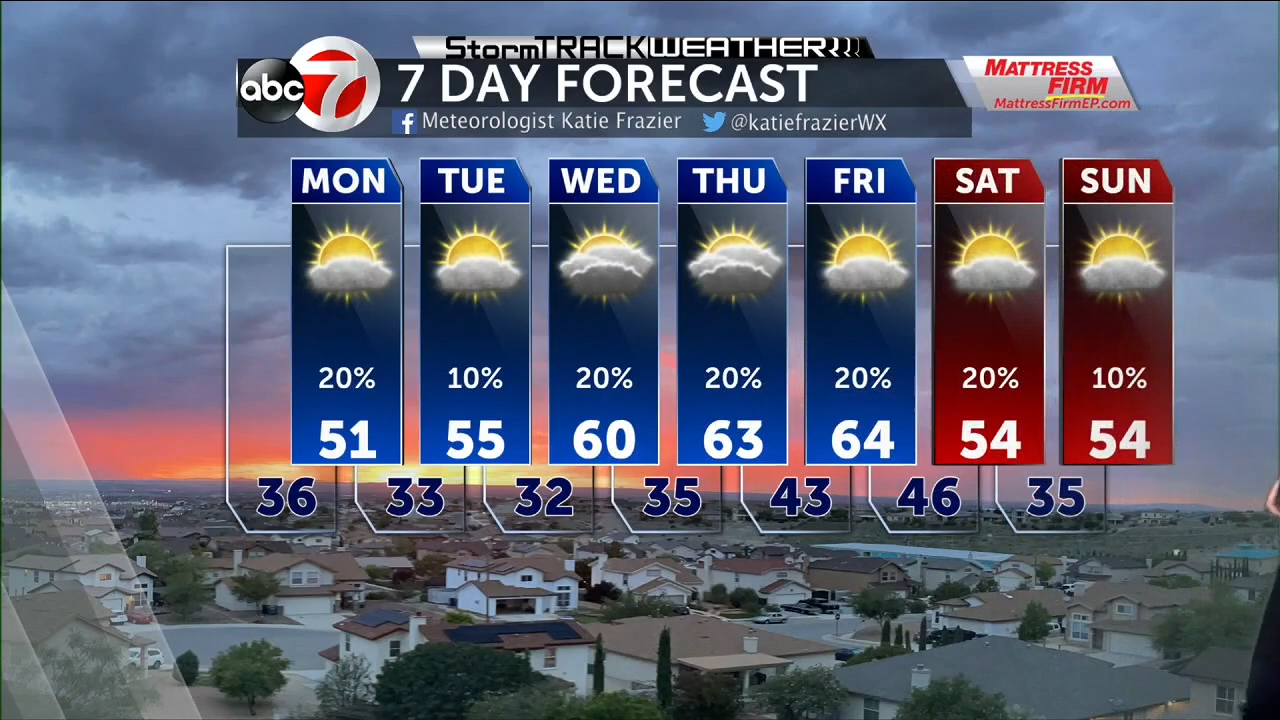 StormTRACK WEATHER
abc 7
7 DAY FORECAST
Meteorologist Katie Frazier @katiefrazierWX
MATTRESS
FIRM
MattressFirmEP.com
MON TUE WED THU FRI SAT SUN
20% 10% 20% 20% 20% 20% 10%
51 55 60 63 64 54 54
36 33 32 35 43 46 35